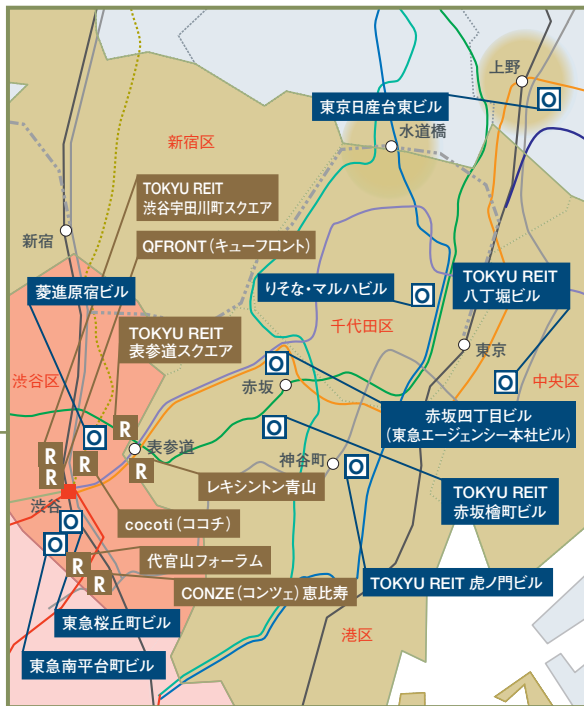 上野
東京日産台東ビル
水道橋
新宿区
TOKYU REIT
渋谷宇田川町スクエア
新宿
QFRONT（キューフロント）
菱進原宿ビル
りそな・マルハビル
TOKYU REIT
八丁堀ビル
TOKYU REIT
表参道スクエア
千代田区
東京
渋谷区
赤坂
中央区
赤坂四丁目ビル
（東急エージェンシー本社ビル）
R
表参道
神谷町
R
R
R
R
レキシントン青山
TOKYU REIT
赤坂檜町ビル
渋谷
cocoti（ココチ）
代官山フォーラム
R
R
CONZE（コンツェ）恵比寿
TOKYU REIT 虎ノ門ビル
東急桜丘町ビル
港区
東急南平台町ビル
O
O
O
O
O
O
O
O
O